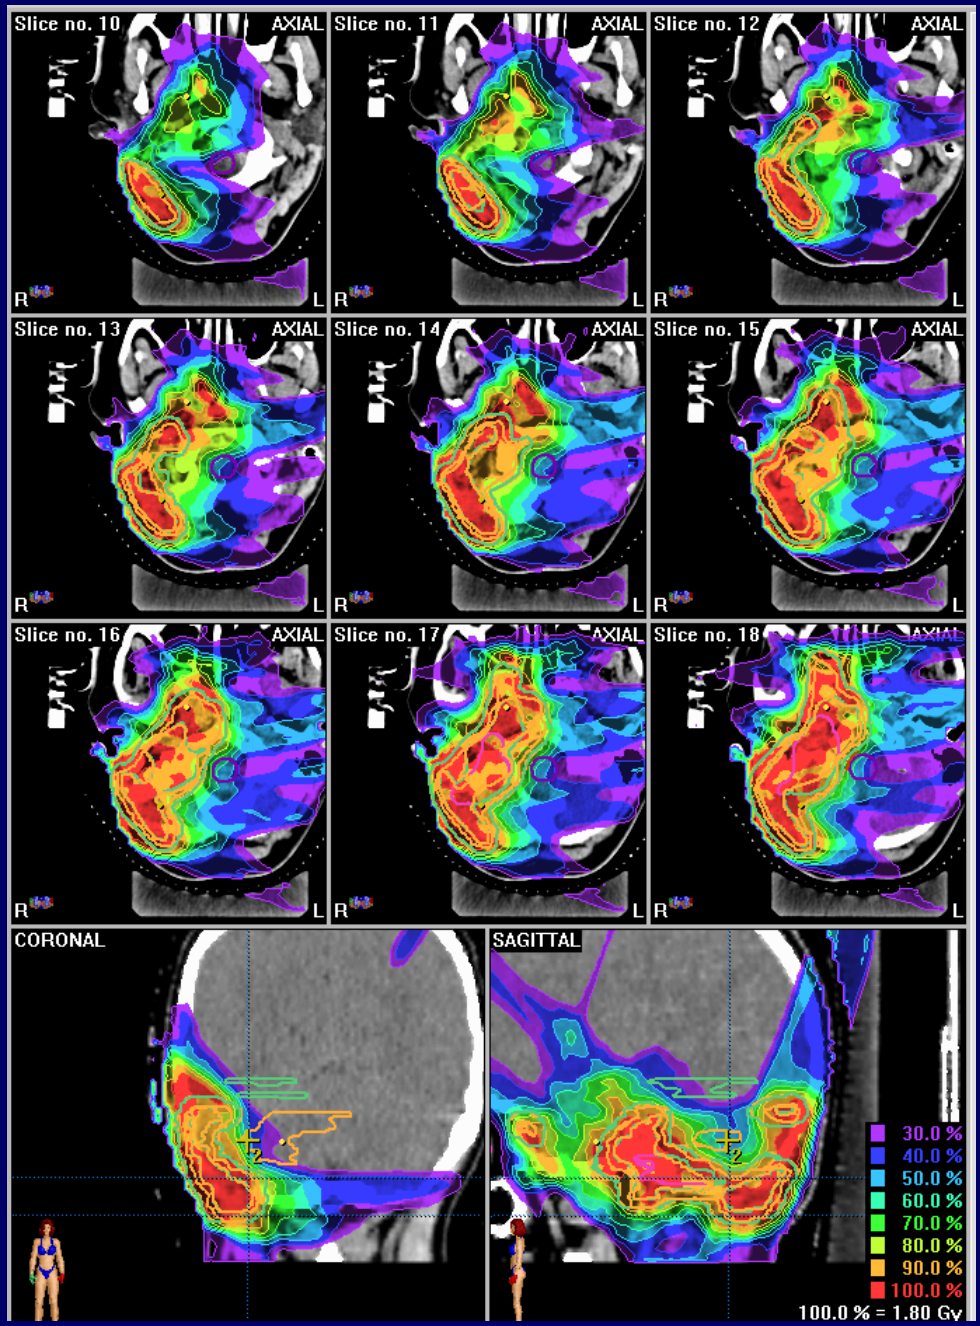 Slice no. 10 AXIAL
Slice no. 11 AXIAL
Slice no. 12 AXIAL
R L
R L
R L
Slice no. 13 AXIAL
Slice no. 14 AXIAL
Slice no. 15 AXIAL
R L
R L
R L
Slice no. 16 AXIAL
Slice no. 17 AXIAL
Slice no. 18 AXIAL
R L
R L
R L
CORONAL
SAGITTAL
2
2
30.0 %
40.0 %
50.0 %
60.0 %
70.0 %
80.0 %
90.0 %
100.0 %
100.0 % = 1.80 Gy